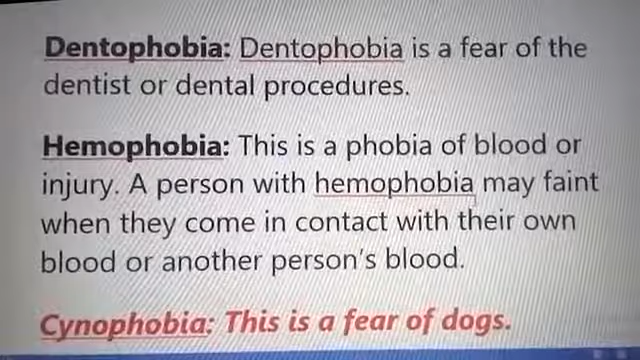 Dentophobia: Dentophobia is a fear of the
dentist or dental procedures.
Hemophobia: This is a phobia of blood or
injury. A person with hemophobia may faint
when they come in contact with their own
blood or another person's blood.
Cynophobia: This is a fear of dogs.